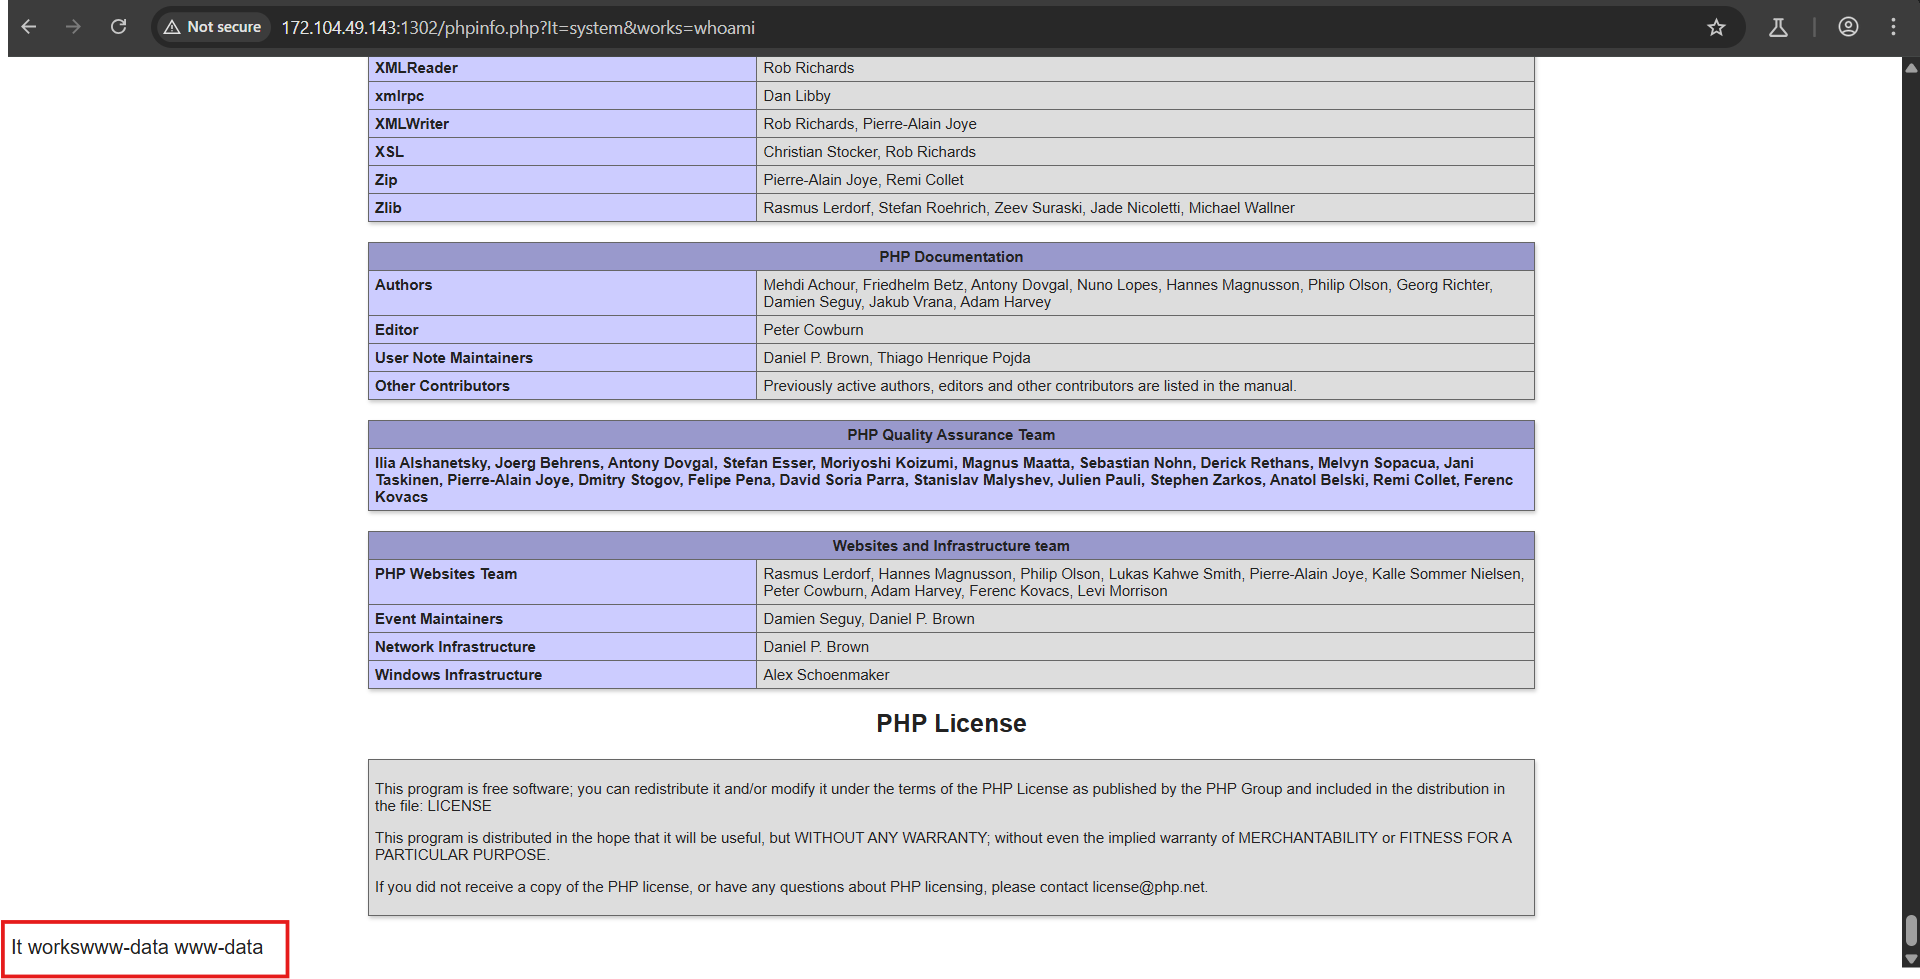 Not secure 172.104.49.143:1302/phpinfo.php?It=system&works=whoami
XMLReader Rob Richards
xmlrpc Dan Libby
XMLWriter Rob Richards, Pierre-Alain Joye
XSL Christian Stocker, Rob Richards
Zip Pierre-Alain Joye, Remi Collet
Zlib Rasmus Lerdorf, Stefan Roehrich, Zeev Suraski, Jade Nicoletti, Michael Wallner
PHP Documentation
Authors Mehdi Achour, Friedhelm Betz, Antony Dovgal, Nuno Lopes, Hannes Magnusson, Philip Olson, Georg Richter,
Damien Seguy, Jakub Vrana, Adam Harvey
Editor Peter Cowburn
User Note Maintainers Daniel P. Brown, Thiago Henrique Pojda
Other Contributors Previously active authors, editors and other contributors are listed in the manual.
PHP Quality Assurance Team
Ilia Alshanetsky, Joerg Behrens, Antony Dovgal, Stefan Esser, Moriyoshi Koizumi, Magnus Maatta, Sebastian Nohn, Derick Rethans, Melvyn Sopacua, Jani
Taskinen, Pierre-Alain Joye, Dmitry Stogov, Felipe Pena, David Soria Parra, Stanislav Malyshev, Julien Pauli, Stephen Zarkos, Anatol Belski, Remi Collet, Ferenc
Kovacs
Websites and Infrastructure team
PHP Websites Team Rasmus Lerdorf, Hannes Magnusson, Philip Olson, Lukas Kahwe Smith, Pierre-Alain Joye, Kalle Sommer Nielsen,
Peter Cowburn, Adam Harvey, Ferenc Kovacs, Levi Morrison
Event Maintainers Damien Seguy, Daniel P. Brown
Network Infrastructure Daniel P. Brown
Windows Infrastructure Alex Schoenmaker
PHP License
This program is free software; you can redistribute it and/or modify it under the terms of the PHP License as published by the PHP Group and included in the distribution in
the file: LICENSE
This program is distributed in the hope that it will be useful, but WITHOUT ANY WARRANTY; without even the implied warranty of MERCHANTABILITY or FITNESS FOR A
PARTICULAR PURPOSE.
If you did not receive a copy of the PHP license, or have any questions about PHP licensing, please contact license@php.net.
It workswww-data www-data